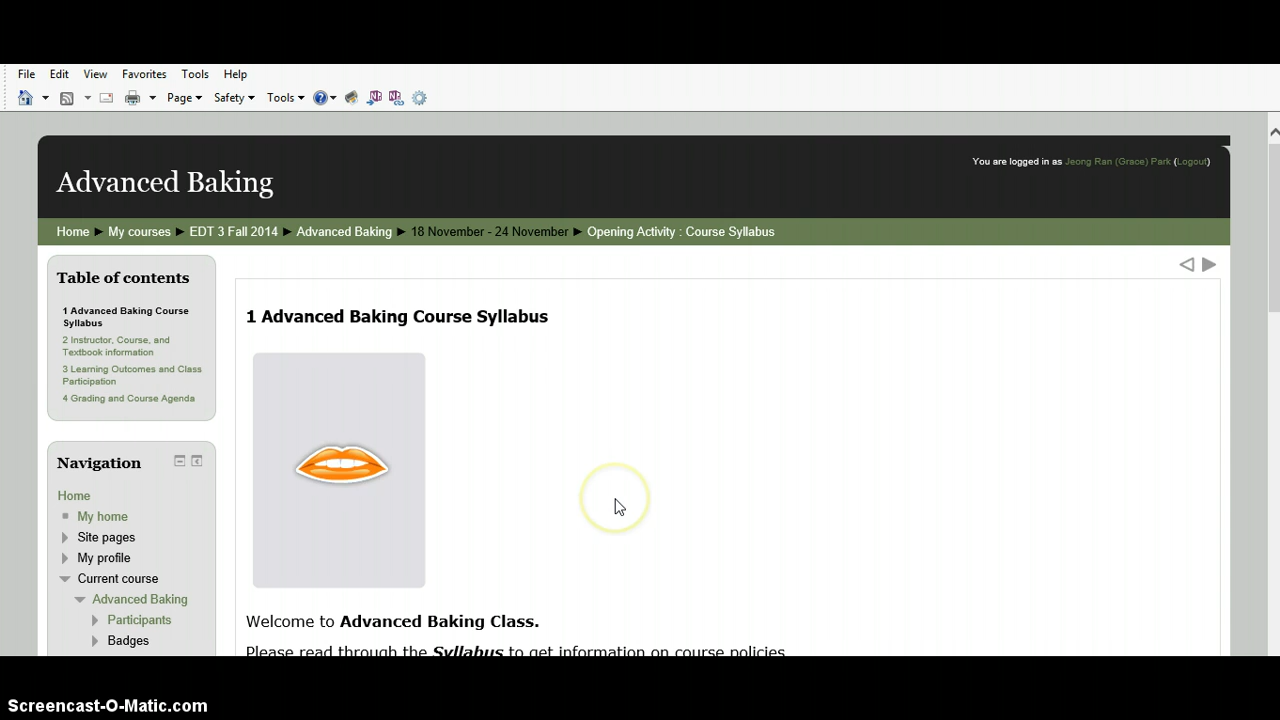 File Edit View Favorites Tools Help
Page Safety Tools
Advanced Baking
You are logged in as Jeong Ran (Grace) Park (Logout)
Home ► My courses ► EDT 3 Fall 2014 ► Advanced Baking ► 18 November - 24 November ► Opening Activity : Course Syllabus
Table of contents
1 Advanced Baking Course
Syllabus
2 Instructor, Course, and
Textbook information
3 Learning Outcomes and Class
Participation
4 Grading and Course Agenda
Navigation
Home
My home
Site pages
My profile
Current course
Advanced Baking
Participants
Badges
1 Advanced Baking Course Syllabus
Welcome to Advanced Baking Class.
Please read through the Syllabus to get information on course policies
Screencast-O-Matic.com